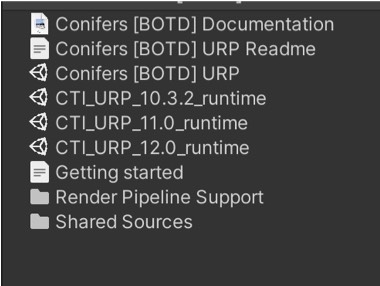 Conifers [BOTD] Documentation
Conifers [BOTD] URP Readme
Conifers [BOTD] URP
CTI_URP_10.3.2_runtime
CTI_URP_11.0_runtime
CTI_URP_12.0_runtime
Getting started
Render Pipeline Support
Shared Sources